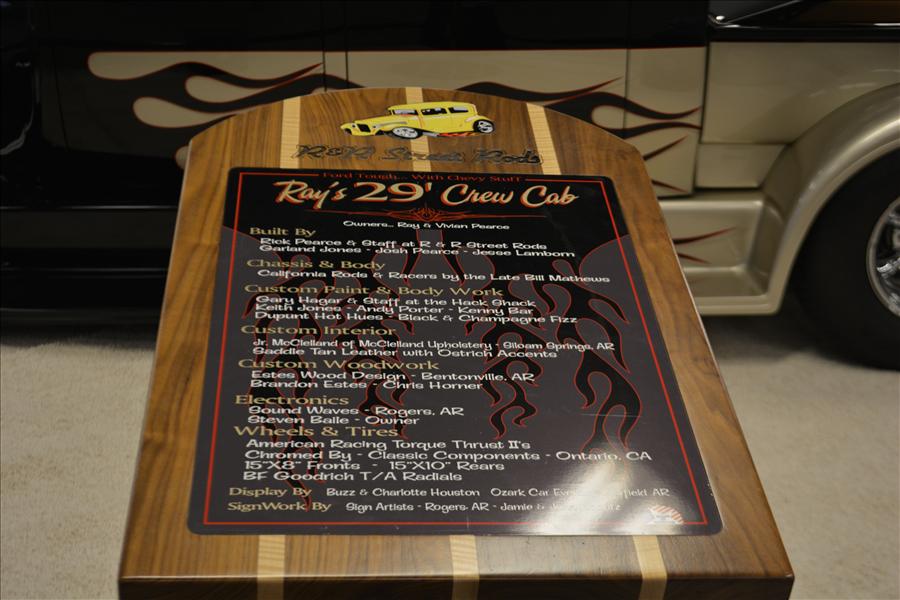 R&R Street Rods
Ford Tough... With Chevy Stuff
Ray's 29' Crew Cab
Owners... Ray & Vivian Pearce
Built By
Rick Pearce & Staff at R & R Street Rods
Garland Jones - Josh Pearce - Jesse Lamborn
Chassis & Body
California Rods & Racers by the Late Bill Mathews
Custom Paint & Body Work
Gary Hagar & Staff at the Hack Shack
Keith Jones - Andy Porter - Kenny Bar
Dupunt Hot Hues - Black & Champagne Fizz
Custom Interior
Jr. McClelland of McClelland Upholstery - Siloam Springs, AR
Saddle Tan Leather with Ostrich Accents
Custom Woodwork
Estes Wood Design - Bentonville, AR
Brandon Estes - Chris Horner
Electronics
Sound Waves - Rogers, AR
Steven Baile - Owner
Wheels & Tires
American Racing Torque Thrust II's
Chromed By - Classic Components - Ontario, CA
15"X8" Fronts - 15"X10" Rears
BF Goodrich T/A Radials
Display By Buzz & Charlotte Houston Ozark Car AR
SignWork By Sign Artists - Rogers, AR - Jamie &